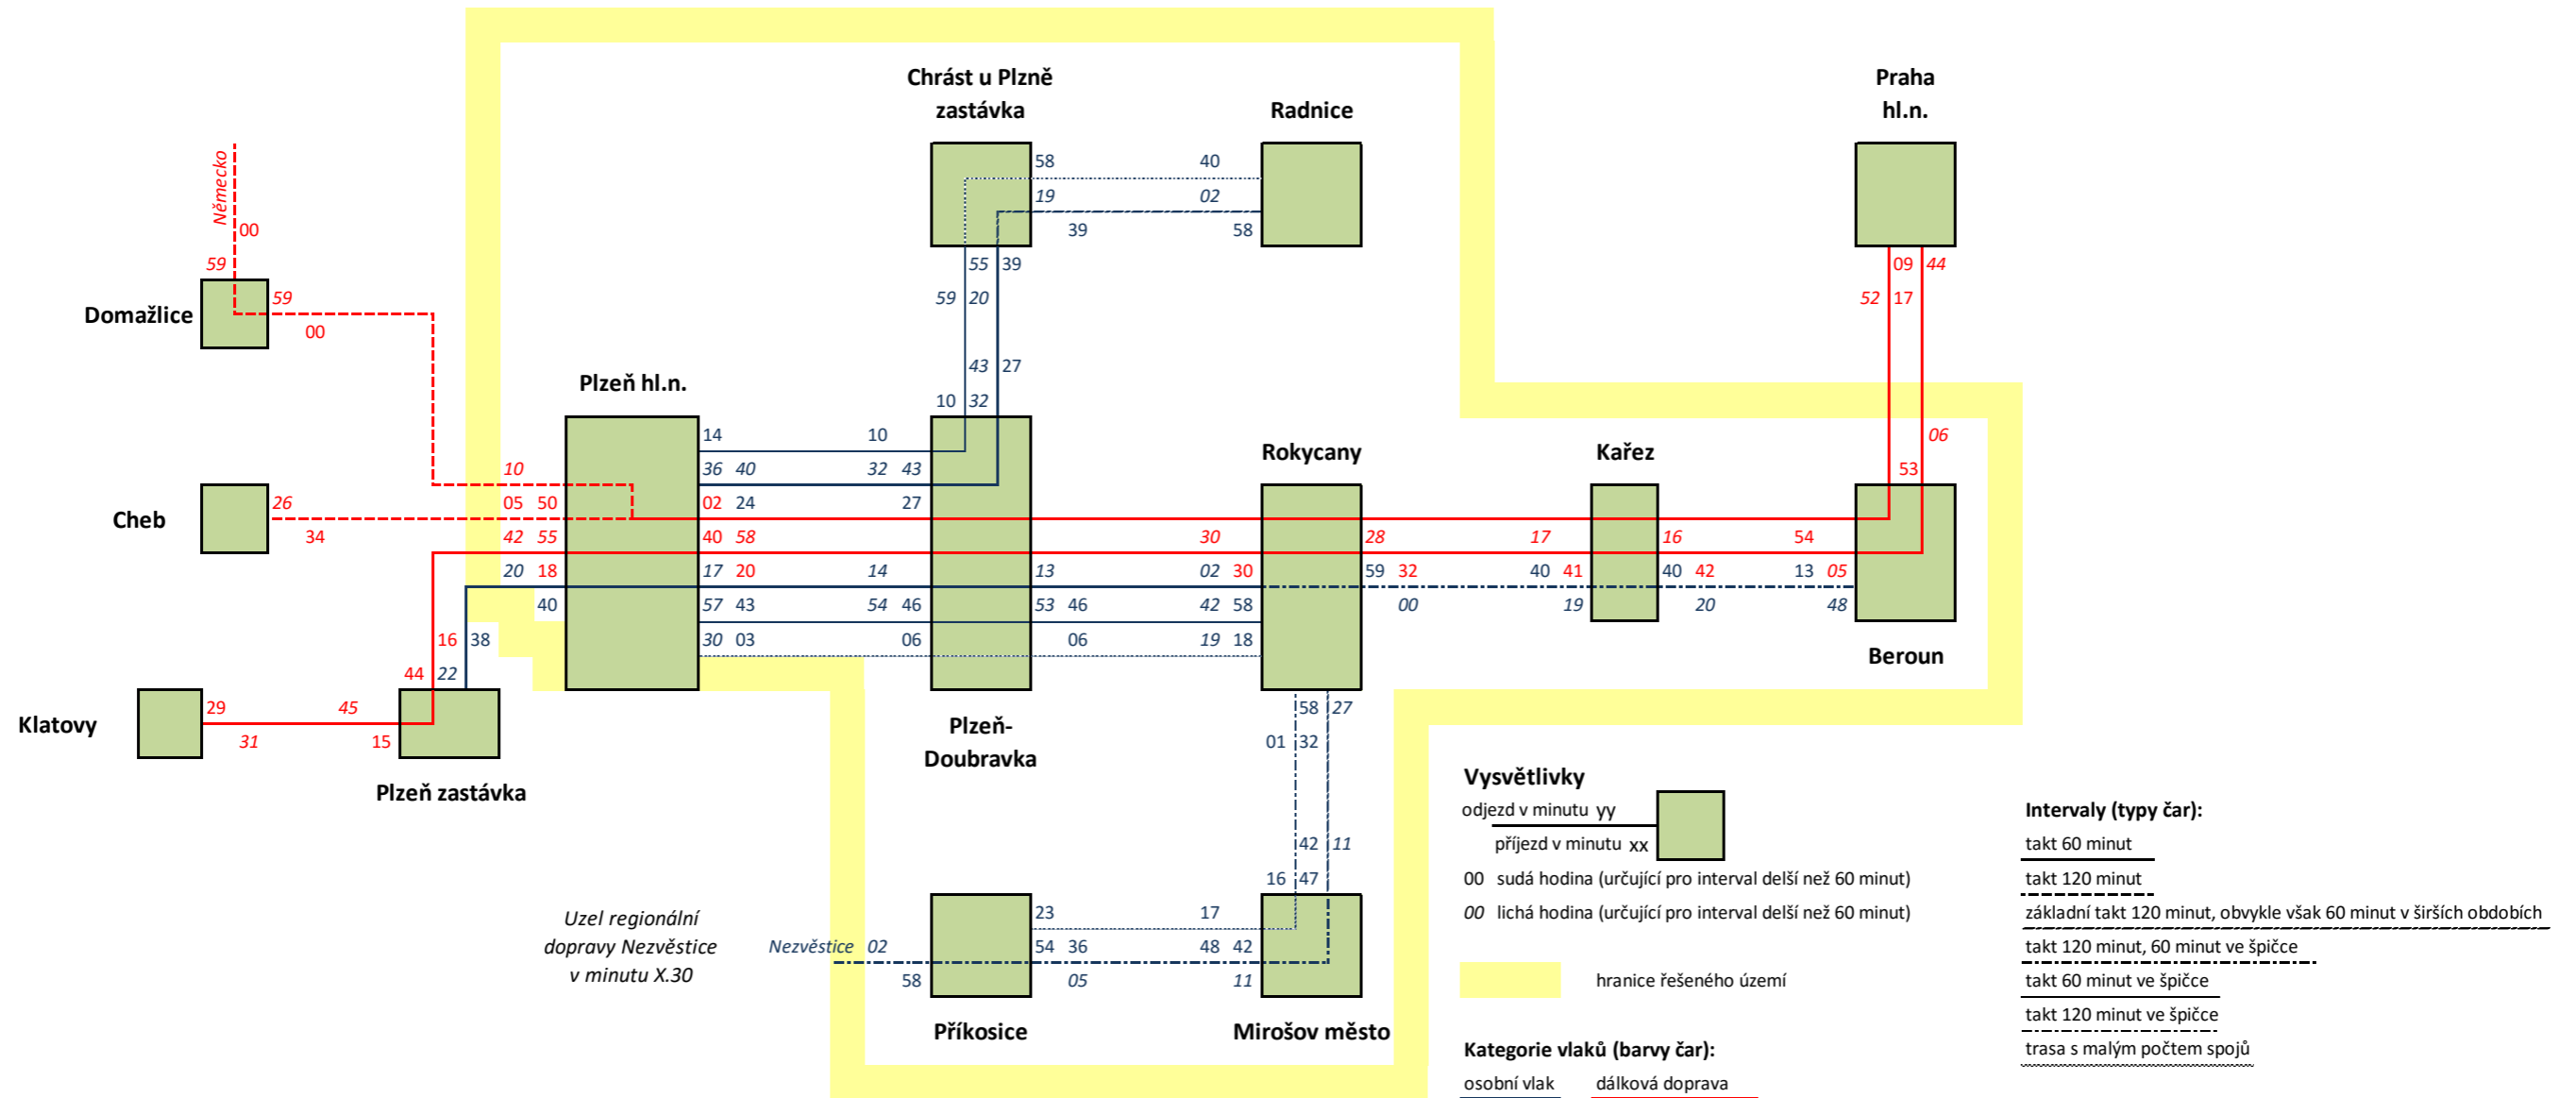 Chrást u Plzně
zastávka
Radnice
Praha
hl.n.
58 40
19 02
39 58
Německo
00
59
Domažlice
59
00
55 39
59 20
09 44
52 17
43 27
10 32
Plzeň hl.n.
14 10
36 40 32 43
02 24 27
40 58 30
17 20 14 13 02 30
57 43 54 46 53 46 42 58
30 03 06 06 19 18
10
05 50
42 55
20 18
40
Cheb
26
34
Rokycany
Kařez
06
53
28 17 16 54
59 32 40 41 40 42 13 05
00 19 20 48
Beroun
16 38
44 22
Klatovy
29 45
31 15
Plzeň zastávka
Plzeň-
Doubravka
58 27
01 32
42 11
16 47
Uzel regionální
dopravy Nezvěstice
v minutu X.30
Nezvěstice 02
58
23 17
54 36 48 42
05 11
Příkosice
Mirošov město
Vysvětlivky
odjezd v minutu yy
příjezd v minutu xx
00 sudá hodina (určující pro interval delší než 60 minut)
00 lichá hodina (určující pro interval delší než 60 minut)
hranice řešeného území
Kategorie vlaků (barvy čar):
osobní vlak dálková doprava
Intervaly (typy čar):
takt 60 minut
takt 120 minut
základní takt 120 minut, obvykle však 60 minut v širších obdobích
takt 120 minut, 60 minut ve špičce
takt 60 minut ve špičce
takt 120 minut ve špičce
trasa s malým počtem spojů